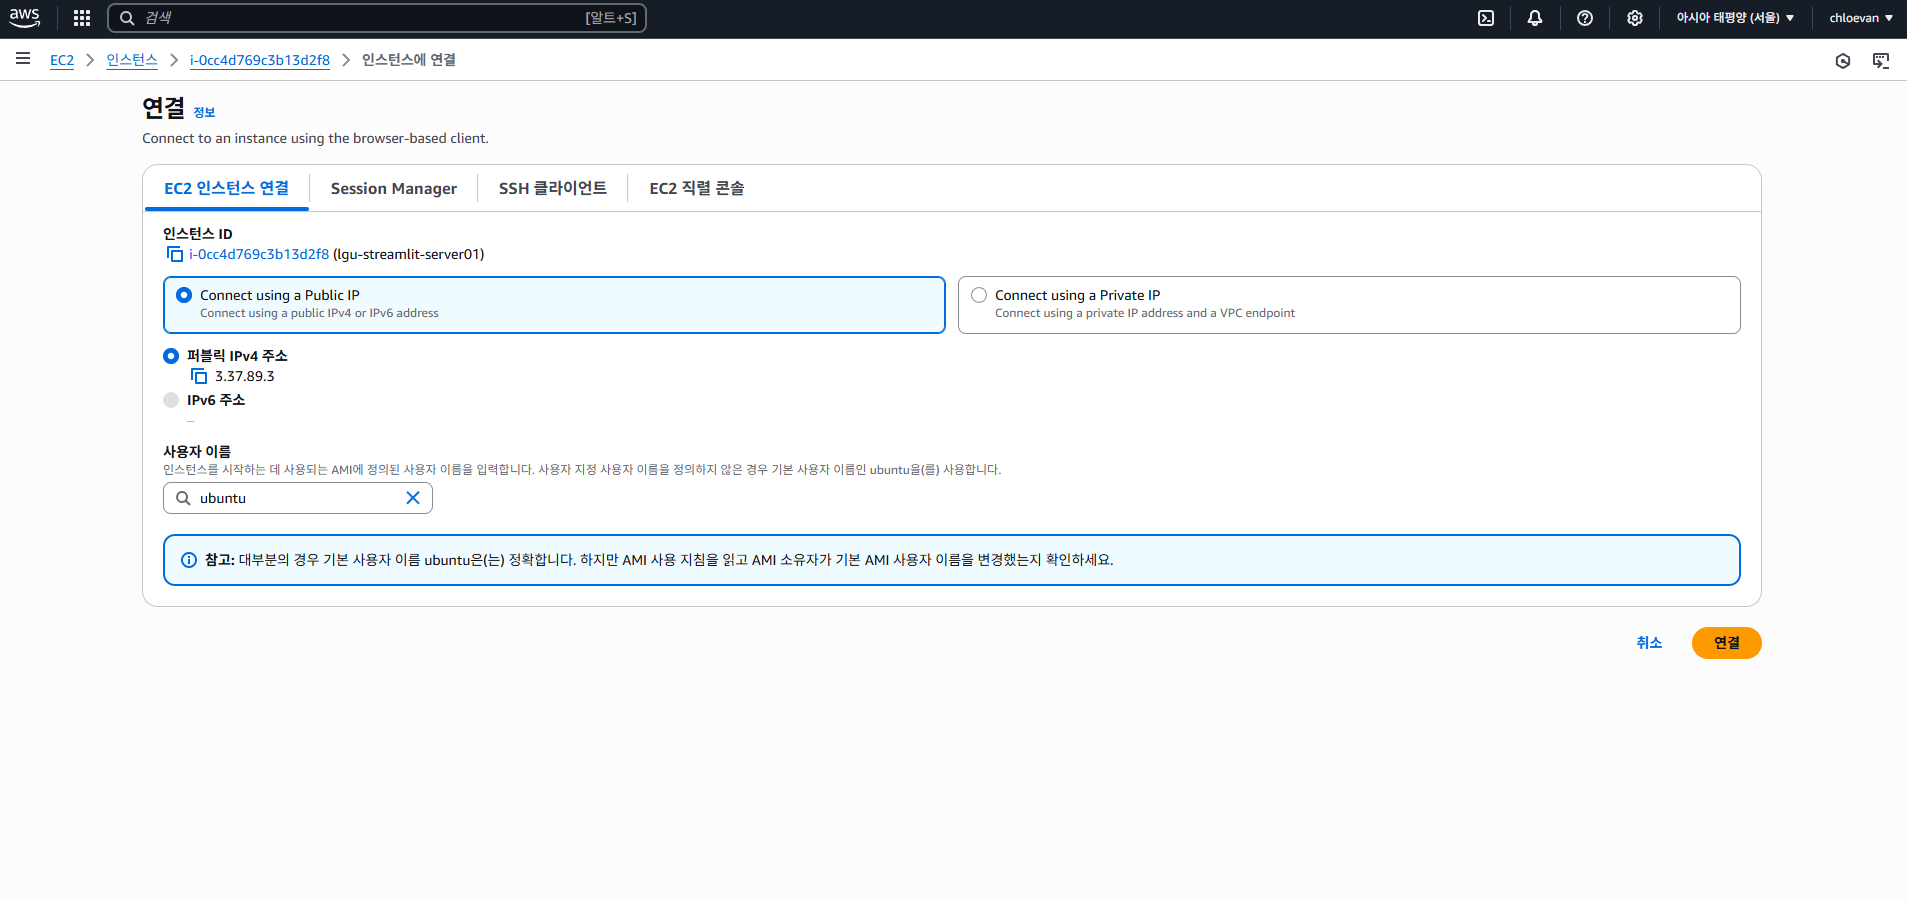 aws
검색 [알트+S]
아시아 태평양 (서울)
chloevan
EC2 인스턴스 i-0cc4d769c3b13d2f8 인스턴스에 연결
연결 정보
Connect to an instance using the browser-based client.
EC2 인스턴스 연결 Session Manager SSH 클라이언트 EC2 직렬 콘솔
인스턴스 ID
i-0cc4d769c3b13d2f8 (lgu-streamlit-server01)
Connect using a Public IP
Connect using a public IPv4 or IPv6 address
Connect using a Private IP
Connect using a private IP address and a VPC endpoint
퍼블릭 IPv4 주소
3.37.89.3
IPv6 주소
–
사용자 이름
인스턴스를 시작하는 데 사용되는 AMI에 정의된 사용자 이름을 입력합니다. 사용자 지정 사용자 이름을 정의하지 않은 경우 기본 사용자 이름인 ubuntu을(를) 사용합니다.
ubuntu
참고: 대부분의 경우 기본 사용자 이름 ubuntu은(는) 정확합니다. 하지만 AMI 사용 지침을 읽고 AMI 소유자가 기본 AMI 사용자 이름을 변경했는지 확인하세요.
취소 연결